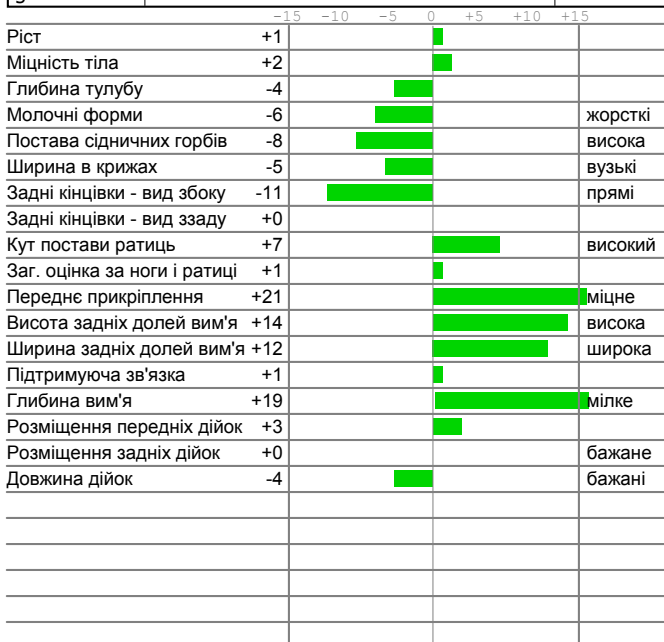 -15 -10 -5 0 +5 +10 +15
Ріст +1
Міцність тіла +2
Глибина тулубу -4
Молочні форми -6 жорсткі
Постава сідничних горбів -8 висока
Ширина в крижах -5 вузькі
Задні кінцівки - вид збоку -11 прямі
Задні кінцівки - вид ззаду +0
Кут постави ратиць +7 високий
Заг. оцінка за ноги і ратиці +1
Переднє прикріплення +21 міцне
Висота задніх долей вим'я +14 висока
Ширина задніх долей вим'я +12 широка
Підтримуюча зв'язка +1
Глибина вим'я +19 мілке
Розміщення передніх дійок +3
Розміщення задніх дійок +0 бажане
Довжина дійок -4 бажані